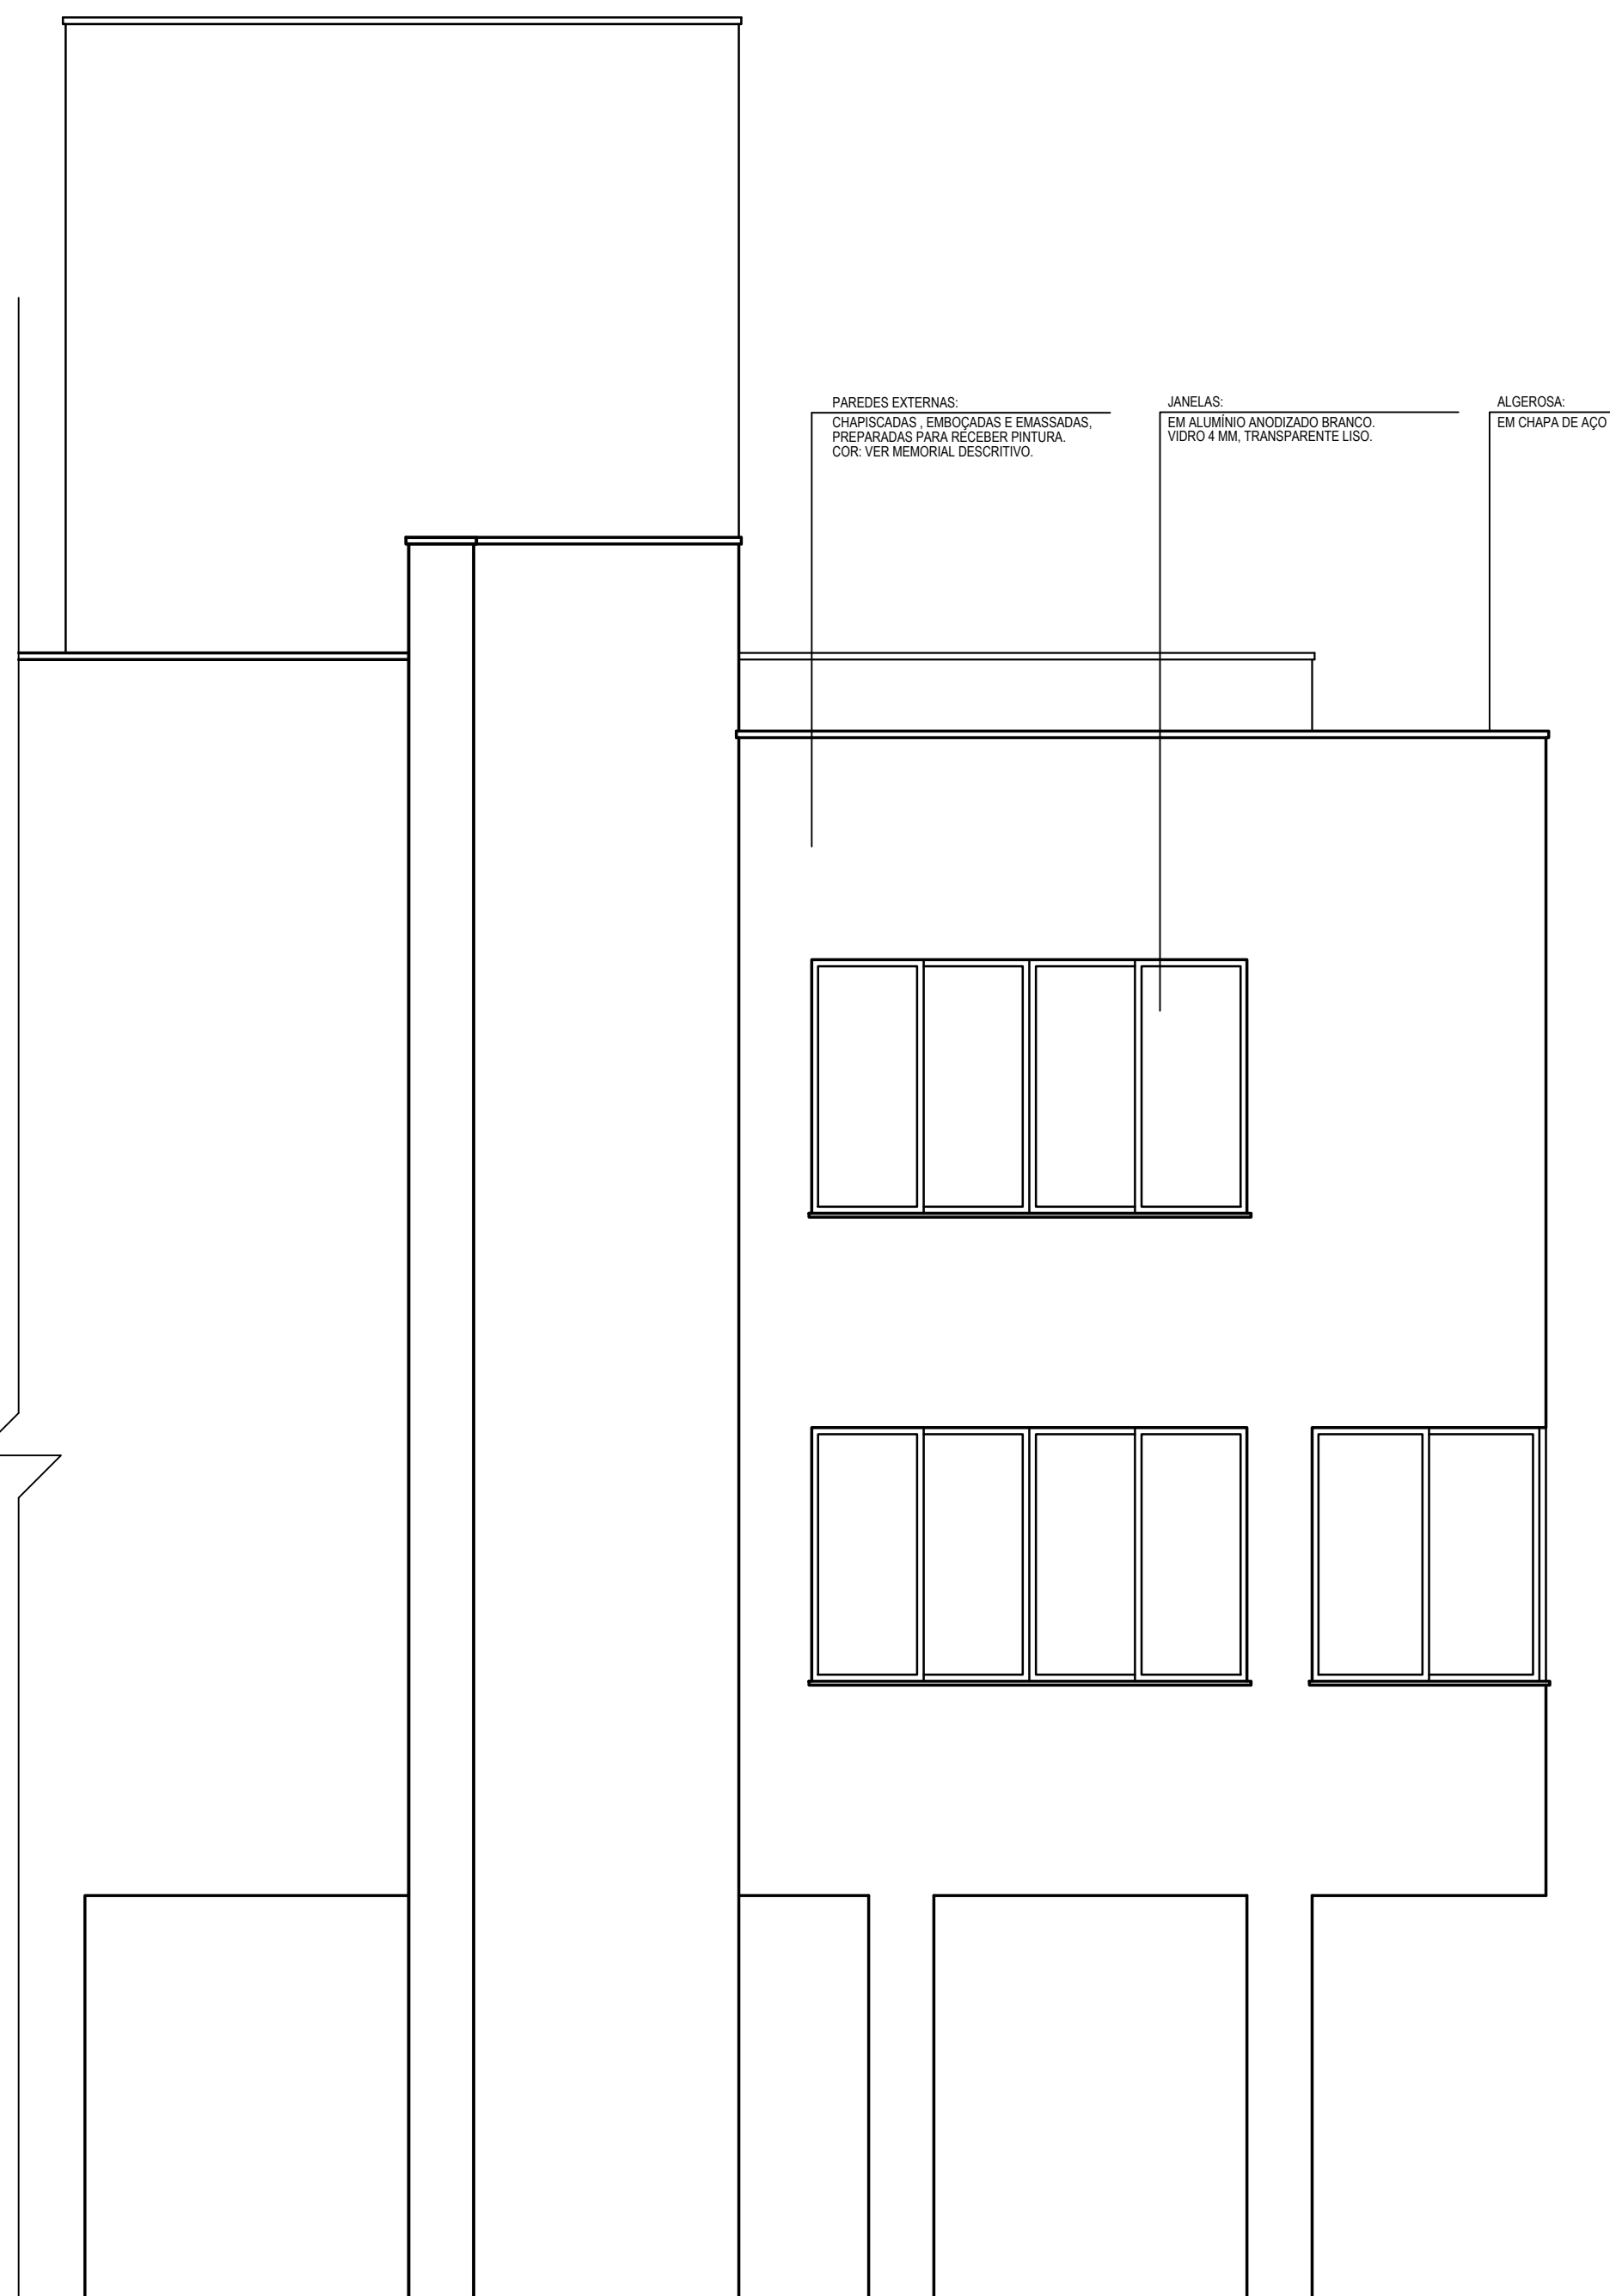 PAREDES EXTERNAS:
CHAPISCADAS , EMBOÇADAS E EMASSADAS,
PREPARADAS PARA RECEBER PINTURA.
COR: VER MEMORIAL DESCRITIVO.
JANELAS:
EM ALUMÍNIO ANODIZADO BRANCO.
VIDRO 4 MM, TRANSPARENTE LISO.
ALGEROSA:
EM CHAPA DE AÇO